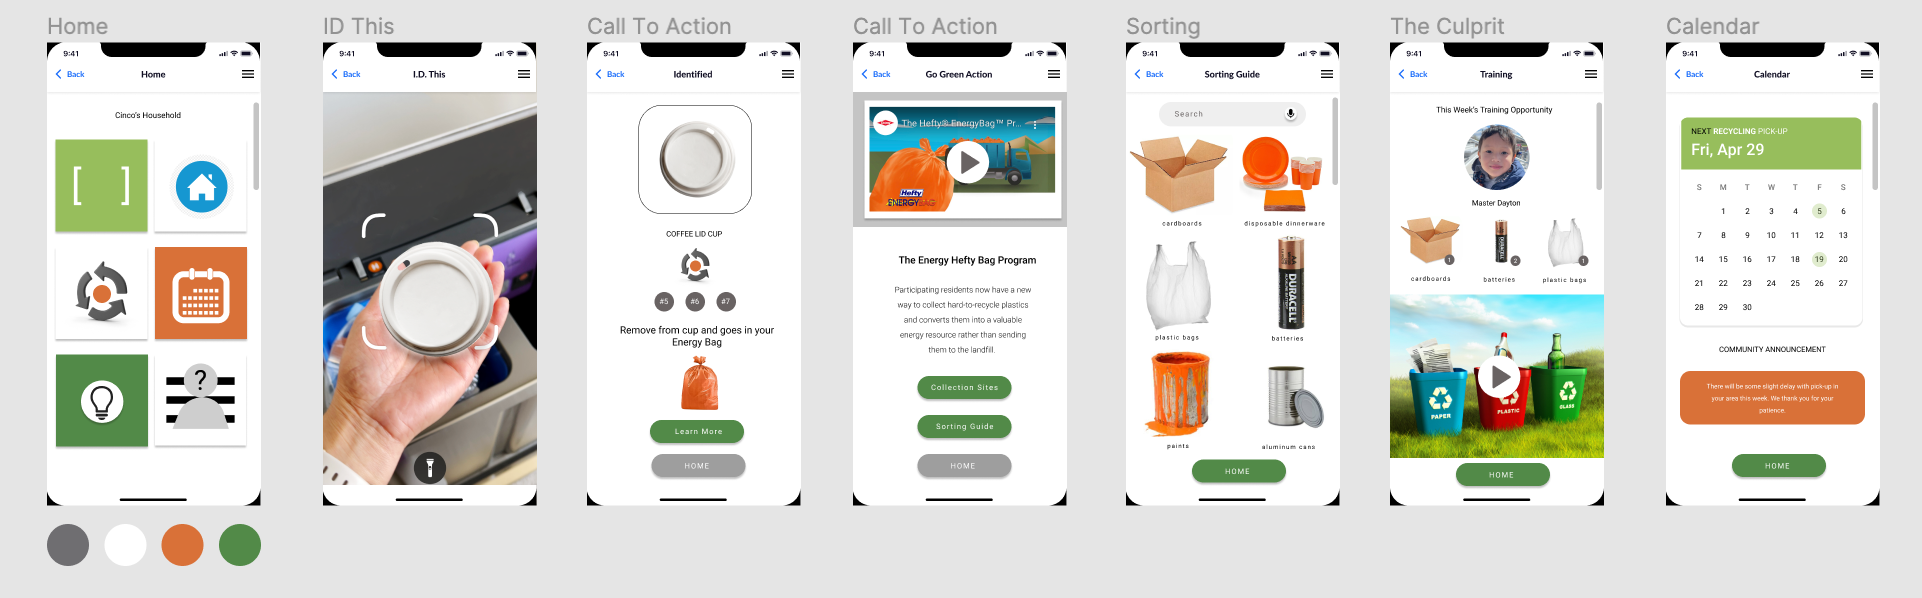 Home
9:41
Back
Home
Cinco's Household
[ ]
?
ID This
9:41
Back
I.D. This
Call To Action
9:41
Back
Identified
COFFEE LID CUP
#5 #6 #7
Remove from cup and goes in your
Energy Bag
Learn More
HOME
Call To Action
9:41
Back
Go Green Action
The Hefty® EnergyBag™ Pr...
Hefty
ENERGYBAG
The Energy Hefty Bag Program
Participating residents now have a new
way to collect hard-to-recycle plastics
and converts them into a valuable
energy resource rather than sending
them to the landfill.
Collection Sites
Sorting Guide
HOME
Sorting
9:41
Back
Sorting Guide
Search
cardboards
disposable dinnerware
DURACELL
plastic bags
batteries
paints
aluminum cans
HOME
The Culprit
9:41
Back
Training
This Week's Training Opportunity
Master Dayton
DURACELL
1
2
1
cardboards
batteries
plastic bags
PAPER
PLASTIC
GLASS
HOME
Calendar
9:41
Back
Calendar
NEXT RECYCLING PICK-UP
Fri, Apr 29
S M T W T F S
1 2 3 4 5 6
7 8 9 10 11 12 13
14 15 16 17 18 19 20
21 22 23 24 25 26 27
28 29 30
COMMUNITY ANNOUNCEMENT
There will be some slight delay with pick-up in
your area this week. We thank you for your
patience.
HOME